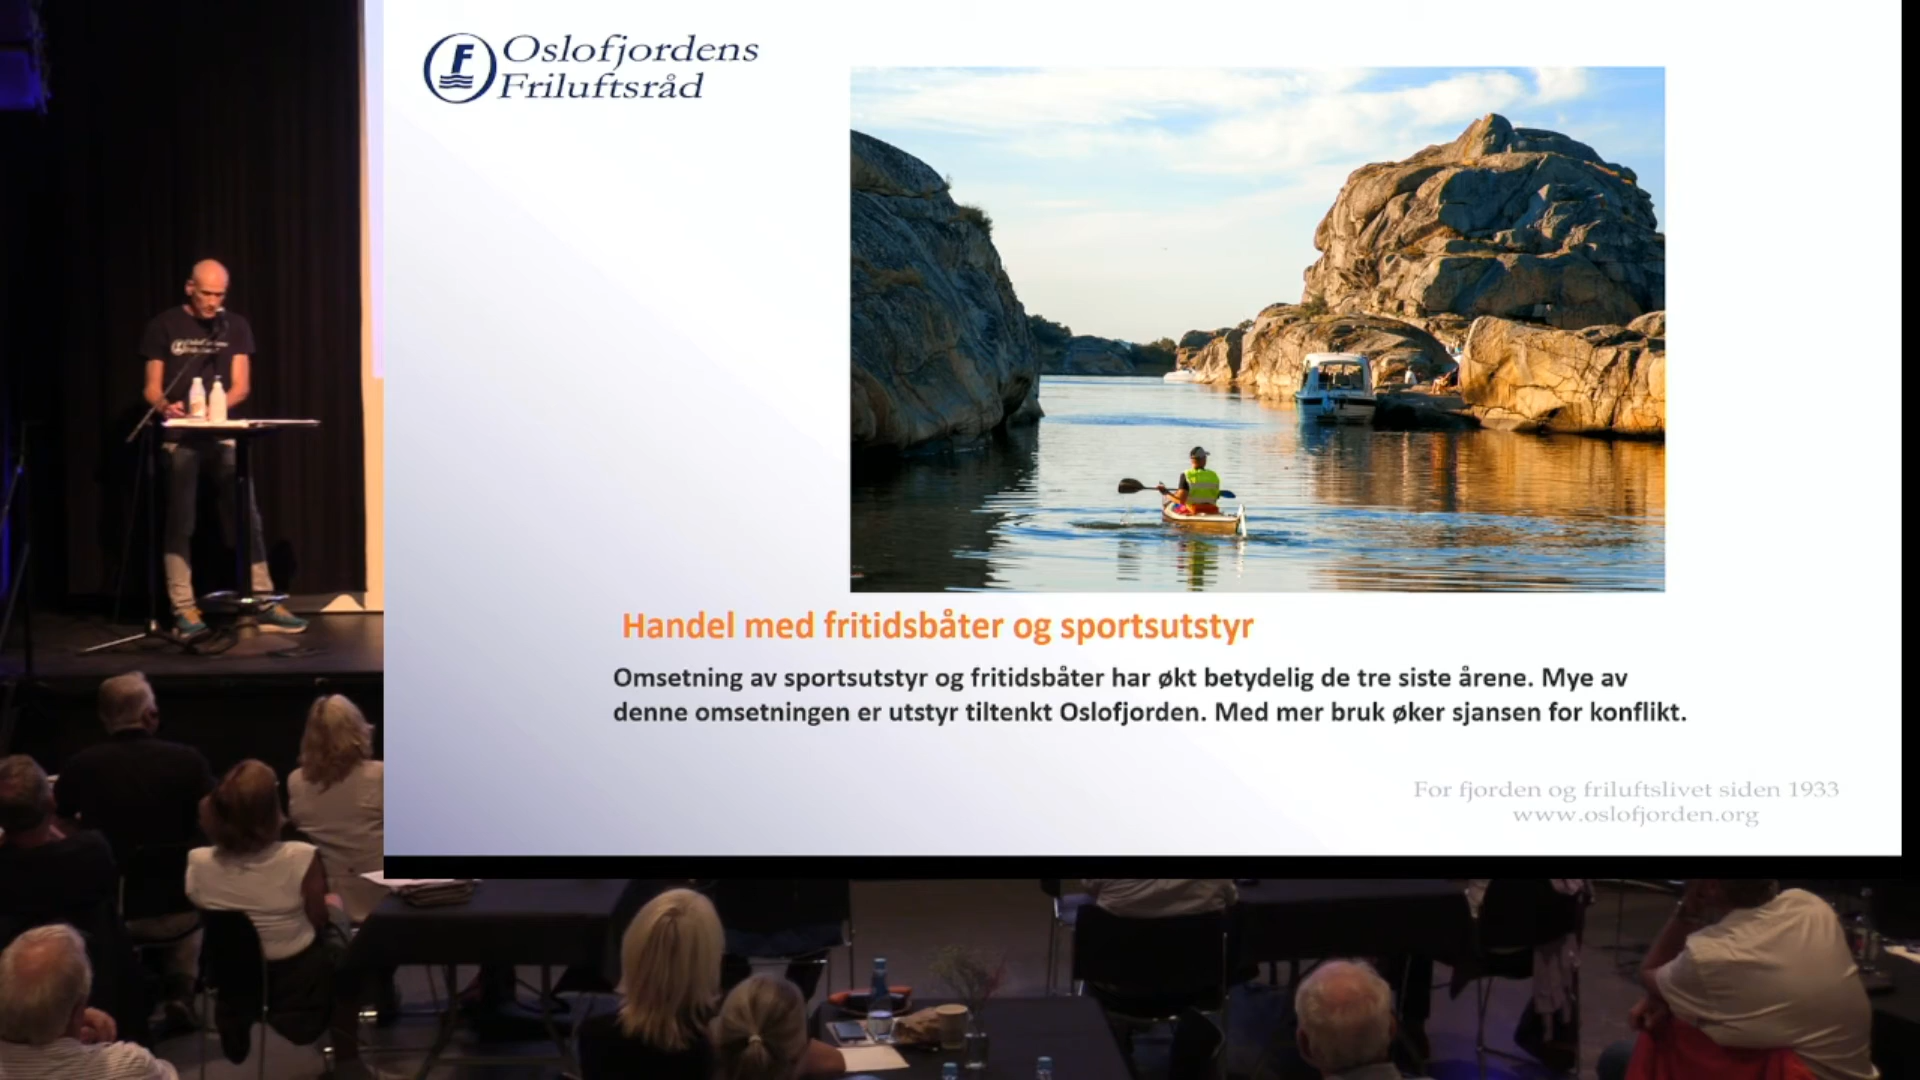 Oslofjordens
Friluftsråd
Handel med fritidsbåter og sportsutstyr
Omsetning av sportsutstyr og fritidsbåter har økt betydelig de tre siste årene. Mye av
denne omsetningen er utstyr tiltenkt Oslofjorden. Med mer bruk øker sjansen for konflikt.
For fjorden og friluftslivet siden 1933
www.oslofjorden.org